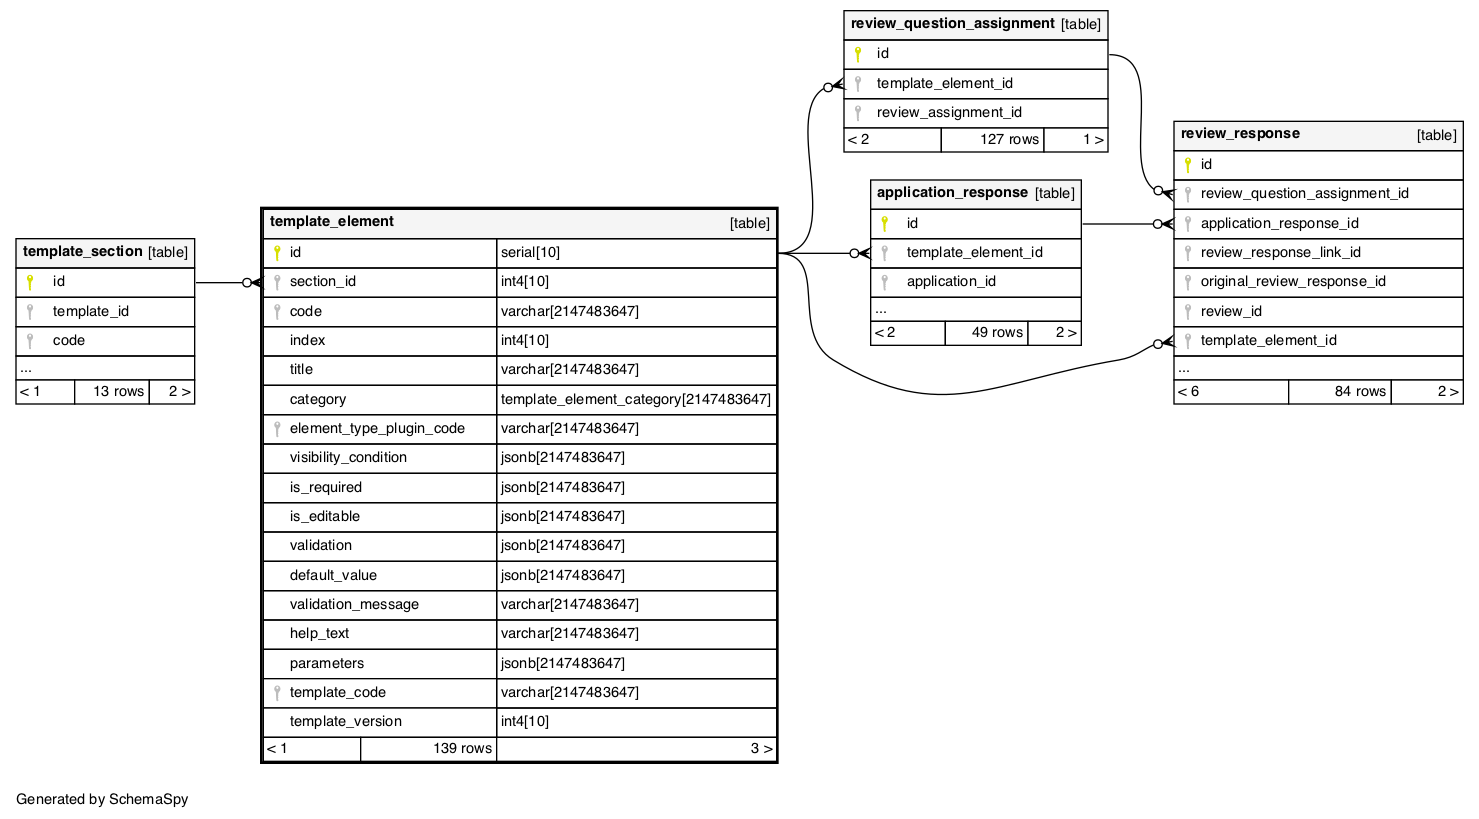 review_question_assignment [table]
id
template_element_id
review_assignment_id
< 2 127 rows 1 >
review_response [table]
id
review_question_assignment_id
application_response_id
review_response_link_id
original_review_response_id
review_id
template_element_id
...
< 6 84 rows 2 >
application_response [table]
id
template_element_id
application_id
...
< 2 49 rows 2 >
template_element [table]
id serial[10]
section_id int4[10]
code varchar[2147483647]
index int4[10]
title varchar[2147483647]
category template_element_category[2147483647]
element_type_plugin_code varchar[2147483647]
visibility_condition jsonb[2147483647]
is_required jsonb[2147483647]
is_editable jsonb[2147483647]
validation jsonb[2147483647]
default_value jsonb[2147483647]
validation_message varchar[2147483647]
help_text varchar[2147483647]
parameters jsonb[2147483647]
template_code varchar[2147483647]
template_version int4[10]
< 1 139 rows 3 >
template_section [table]
id
template_id
code
...
< 1 13 rows 2 >
Generated by SchemaSpy